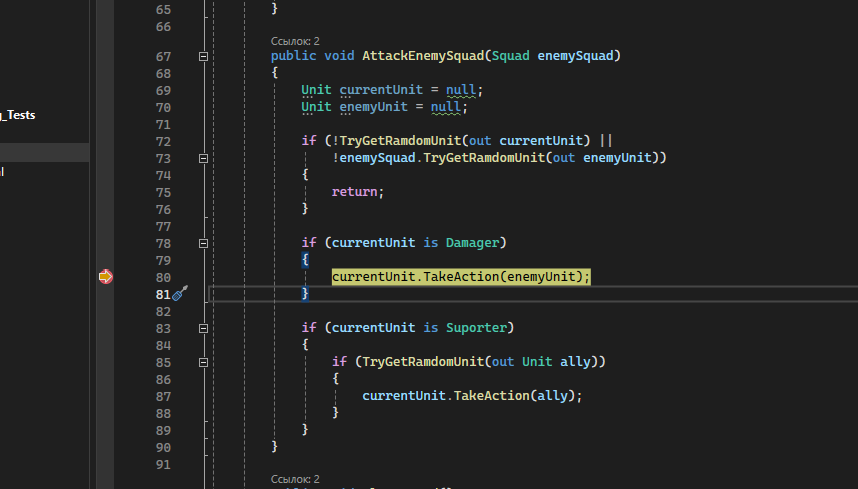 65 }
66
Ссылок: 2
67 public void AttackEnemySquad(Squad enemySquad)
68 {
69 Unit currentUnit = null;
70 Unit enemyUnit = null;
71
g_Tests
72 if (!TryGetRamdomUnit(out currentUnit) ||
73 !enemySquad.TryGetRamdomUnit(out enemyUnit))
74 {
75 return;
76 }
77
78 if (currentUnit is Damager)
79 {
80 currentUnit.TakeAction(enemyUnit);
81 }
82
83 if (currentUnit is Suporter)
84 {
85 if (TryGetRamdomUnit(out Unit ally))
86 {
87 currentUnit.TakeAction(ally);
88 }
89 }
90 }
91
Ссылок: 2